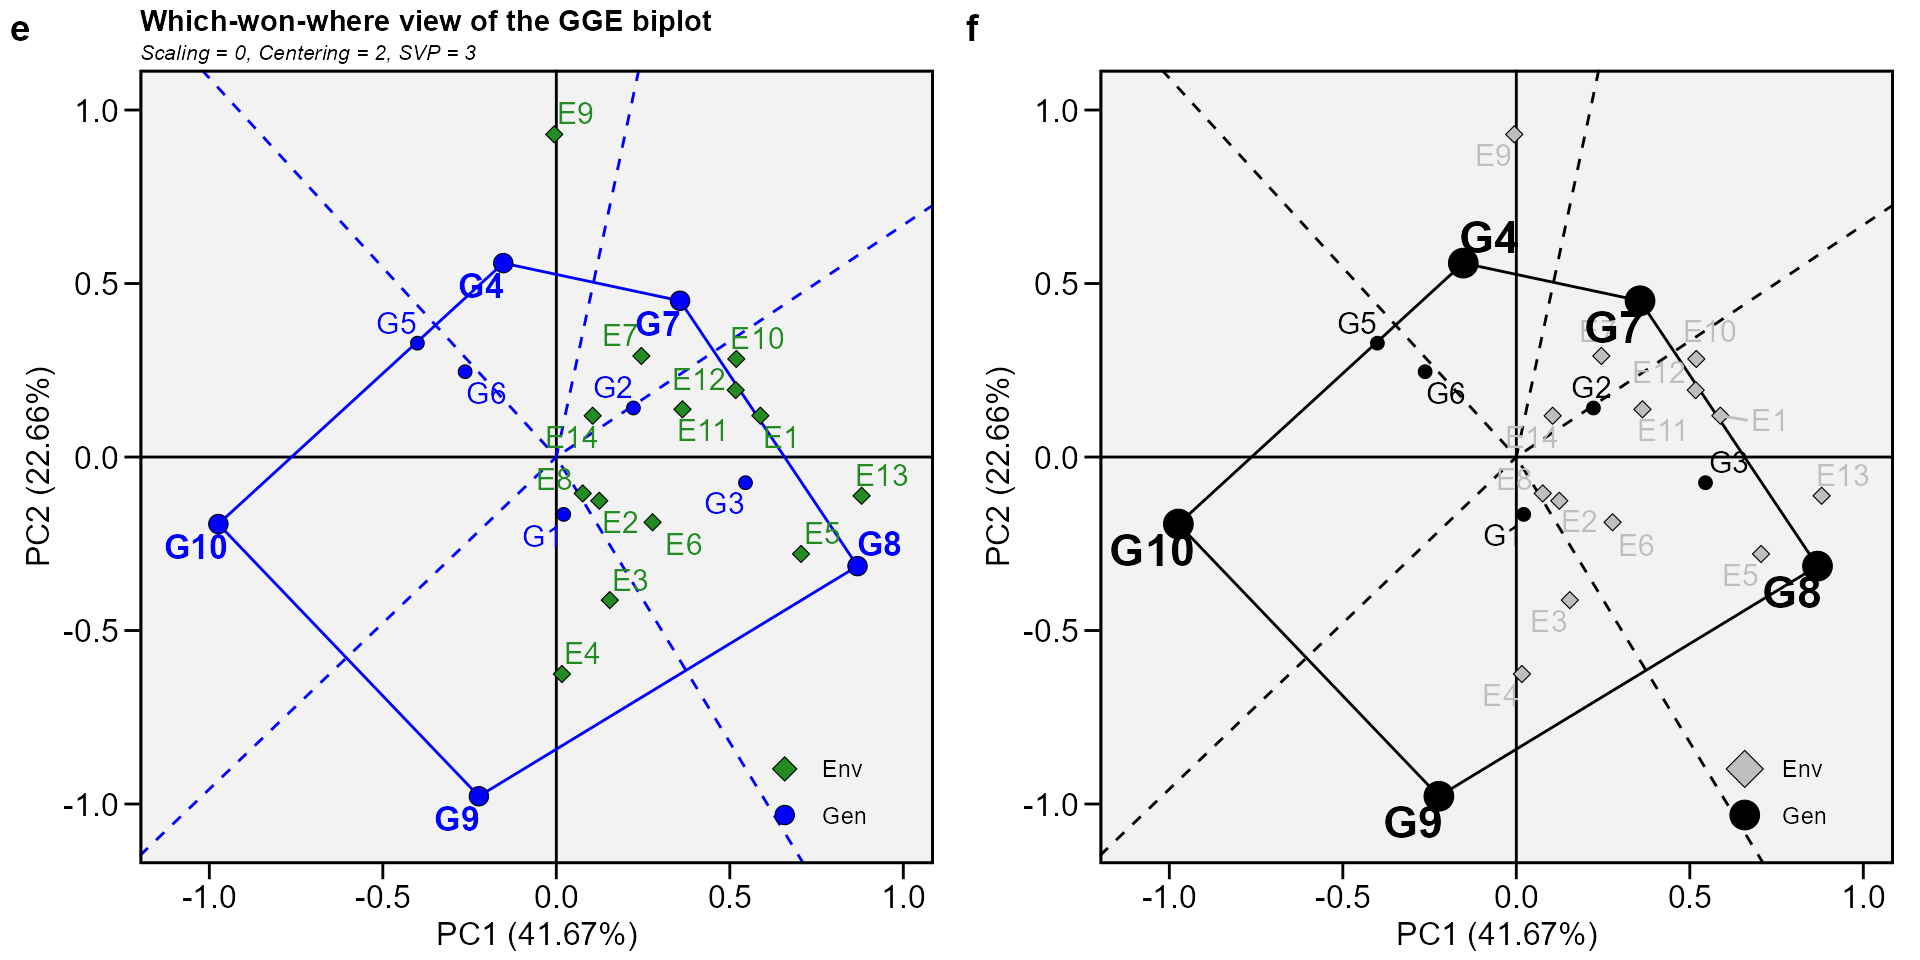 e
Which-won-where view of the GGE biplot
Scaling = 0, Centering = 2, SVP = 3
PC2 (22.66%)
1.0
0.5
0.0
-0.5
-1.0
E9
G4
G5
G6
E7
G7
E10
E12
G2
E14
E11
E1
E8
E13
G3
E2
G
E6
E5
G8
G10
E3
E4
G9
Env
Gen
-1.0
-0.5
0.0
0.5
1.0
PC1 (41.67%)
f
PC2 (22.66%)
1.0
0.5
0.0
-0.5
-1.0
E9
G4
G5
G6
G7
E10
E12
G2
E14
E11
E1
G3
E8
E13
E2
G
E6
G10
E5
G8
E3
E4
G9
Env
Gen
-1.0
-0.5
0.0
0.5
1.0
PC1 (41.67%)